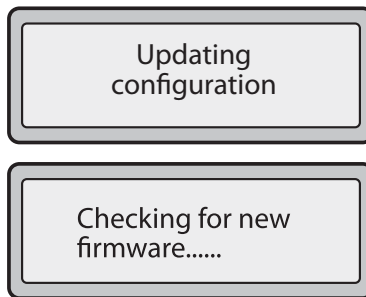 Updating
configuration
Checking for new
firmware......